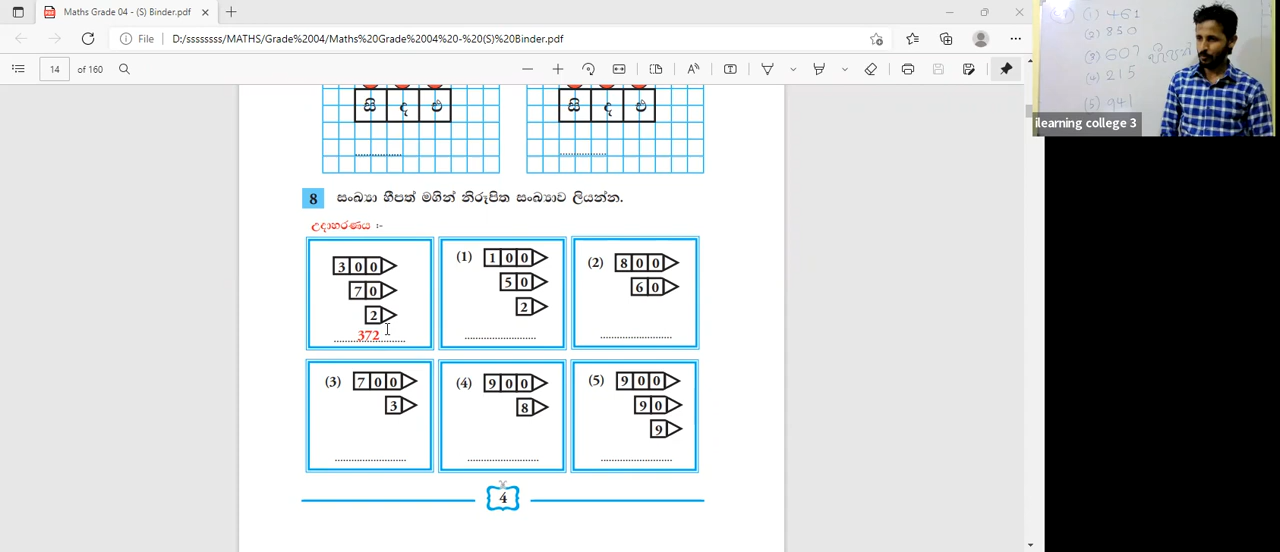 Maths Grade 04 - (S) Binder.pdf
File
D:/ssssssss/MATHS/Grade%2004/Maths%20Grade%2004%20-%20(S)%20Binder.pdf
14 of 160
සි ද එ
සි ද එ
8 සංඛ්‍යා හීපත් මගින් නිරූපිත සංඛ්‍යාව ලියන්න.
උදාහරණය :-
300
70
2
372
(1) 100
50
2
(2) 800
60
(3) 700
3
(4) 900
8
(5) 900
90
9
4
(1) 461
(2) 850
(3) 607
(4) 215
(5) 941
ilearning college 3